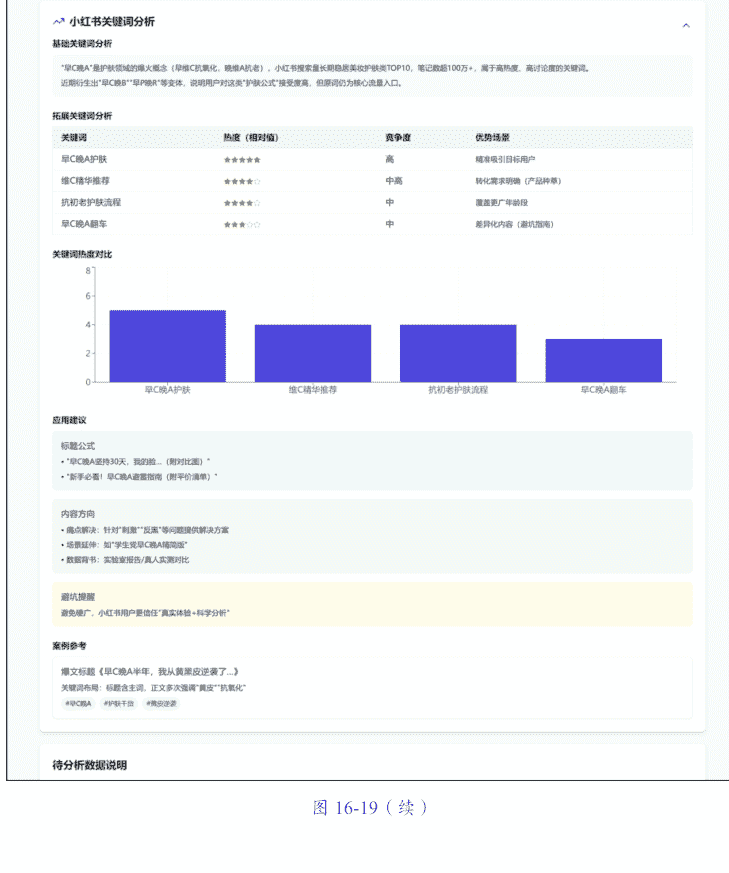 小红书关键词分析
基础关键词分析
"早C晚A"是护肤领域的爆火概念（早维C抗氧化，晚维A抗老），小红书搜索量长期稳居美妆护肤类TOP10，笔记数超100万+，属于高热度、高讨论度的关键词。
近期衍生出"早C晚B""早P晚R"等变体，说明用户对这类"护肤公式"接受度高，但原词仍为核心流量入口。
拓展关键词分析
关键词 热度（相对值） 竞争度 优势场景
早C晚A护肤 ★★★★★ 高 精准吸引目标用户
维C精华推荐 ★★★★☆ 中高 转化需求明确（产品种草）
抗初老护肤流程 ★★★★☆ 中 覆盖更广年龄段
早C晚A翻车 ★★★☆☆ 中 差异化内容（避坑指南）
关键词热度对比
8
6
4
2
0
早C晚A护肤 维C精华推荐 抗初老护肤流程 早C晚A翻车
应用建议
标题公式
• "早C晚A坚持30天，我的脸...（附对比图）"
• "新手必看！早C晚A避雷指南（附平价清单）"
内容方向
• 痛点解决：针对"刺激""反黑"等问题提供解决方案
• 场景延伸：如"学生党早C晚A精简版"
• 数据背书：实验室报告/真人实测对比
避坑提醒
避免硬广，小红书用户更信任"真实体验+科学分析"
案例参考
爆文标题《早C晚A半年，我从黄黑皮逆袭了...》
关键词布局：标题含主词，正文多次强调"黄皮""抗氧化"
#早C晚A #护肤干货 #黄皮逆袭
待分析数据说明
图 16-19（续）